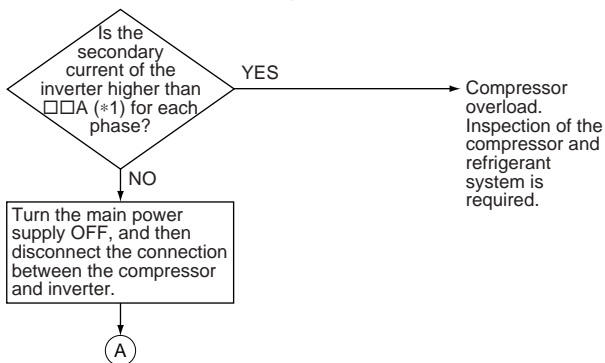 Is the
secondary
current of the
inverter higher than
□□A (*1) for each
phase?
YES
Compressor
overload.
Inspection of the
compressor and
refrigerant
system is
required.
NO
Turn the main power
supply OFF, and then
disconnect the connection
between the compressor
and inverter.
A